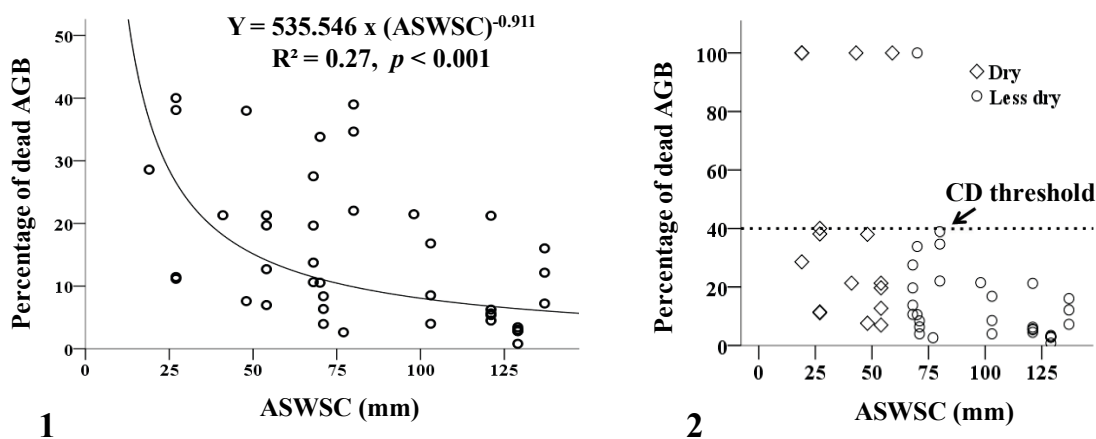 Y = 535.546 x (ASWSC)^-0.911
R² = 0.27, p < 0.001
Percentage of dead AGB
50
40
30
20
10
0
0 25 50 75 100 125
ASWSC (mm)
1
Percentage of dead AGB
100
80
60
40
20
0
Dry
Less dry
CD threshold
0 25 50 75 100 125
ASWSC (mm)
2